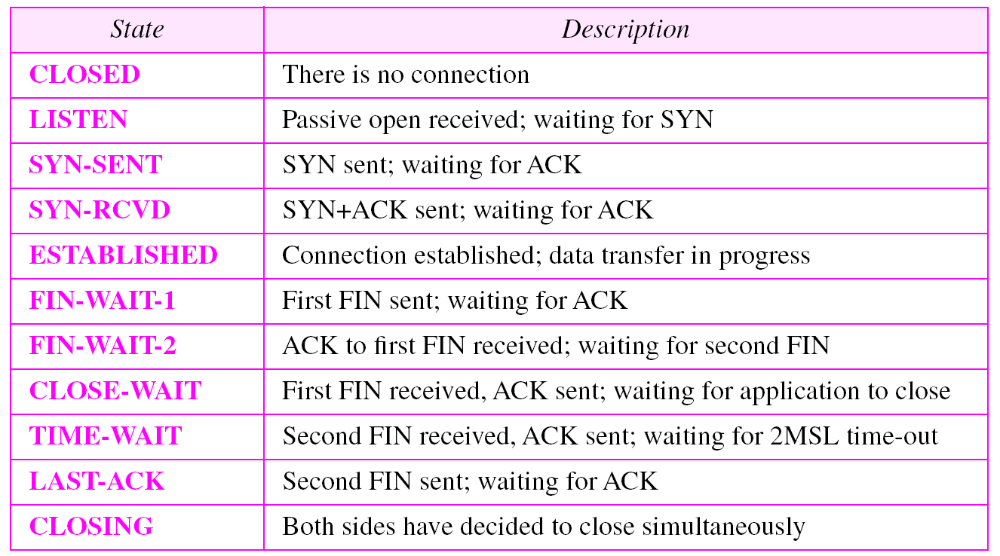 State Description
CLOSED There is no connection
LISTEN Passive open received; waiting for SYN
SYN-SENT SYN sent; waiting for ACK
SYN-RCVD SYN+ACK sent; waiting for ACK
ESTABLISHED Connection established; data transfer in progress
FIN-WAIT-1 First FIN sent; waiting for ACK
FIN-WAIT-2 ACK to first FIN received; waiting for second FIN
CLOSE-WAIT First FIN received, ACK sent; waiting for application to close
TIME-WAIT Second FIN received, ACK sent; waiting for 2MSL time-out
LAST-ACK Second FIN sent; waiting for ACK
CLOSING Both sides have decided to close simultaneously